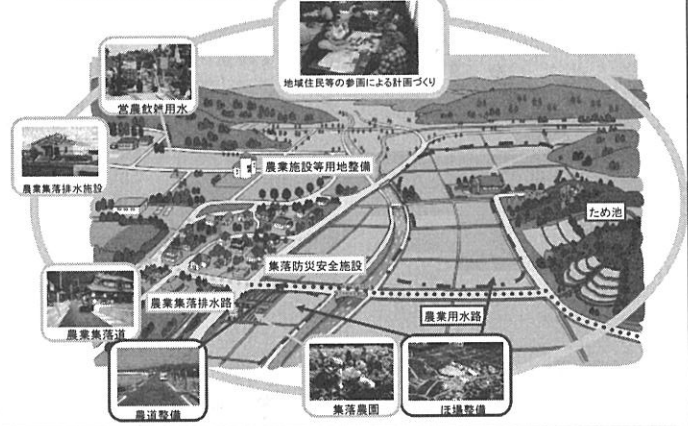 地域住民等の参画による計画づくり
営農飲雑用水
農業集落排水施設
農業施設等用地整備
ため池
集落防災安全施設
農業集落排水路
農業用水路
農業集落道
農道整備
集落農園
ほ場整備